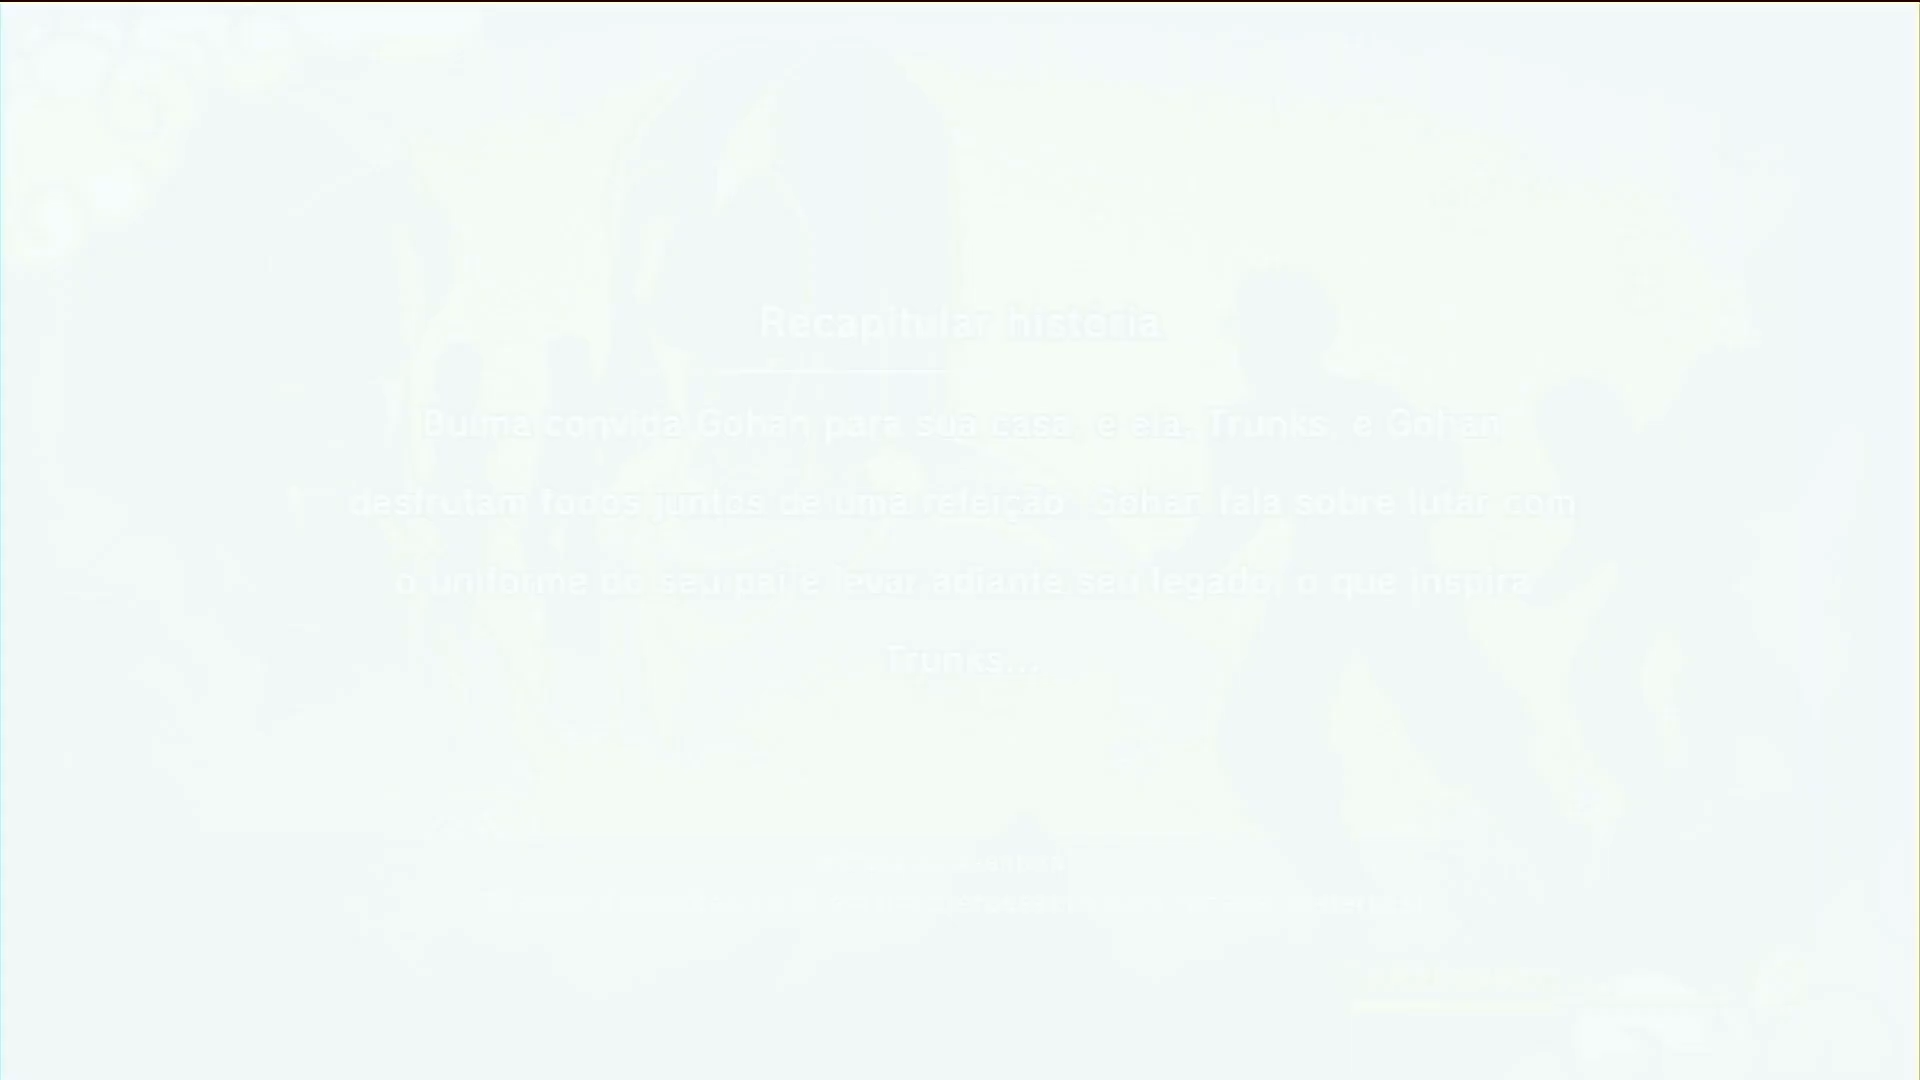 Recapitular história
Bulma convida Gohan para sua casa, e ela, Trunks, e Gohan
desfrutam todos juntos de uma refeição. Gohan fala sobre lutar com
o uniforme do seu pai e levar adiante seu legado, o que inspira
Trunks...